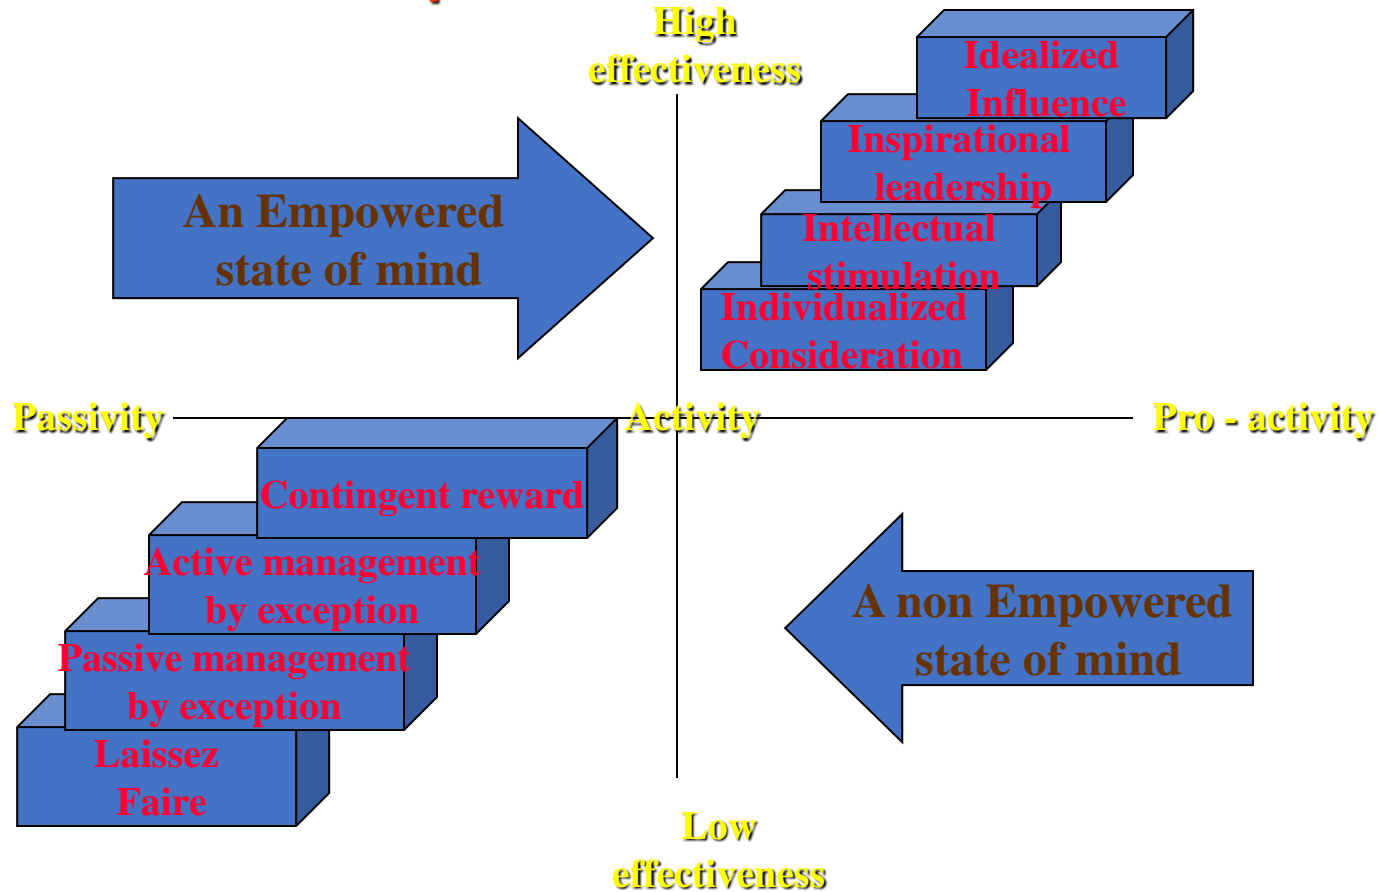 High
effectiveness
Idealized
Influence
Inspirational
leadership
Intellectual
stimulation
Individualized
Consideration
An Empowered
state of mind
Passivity
Activity
Pro - activity
Contingent reward
Active management
by exception
Passive management
by exception
Laissez
Faire
A non Empowered
state of mind
Low
effectiveness